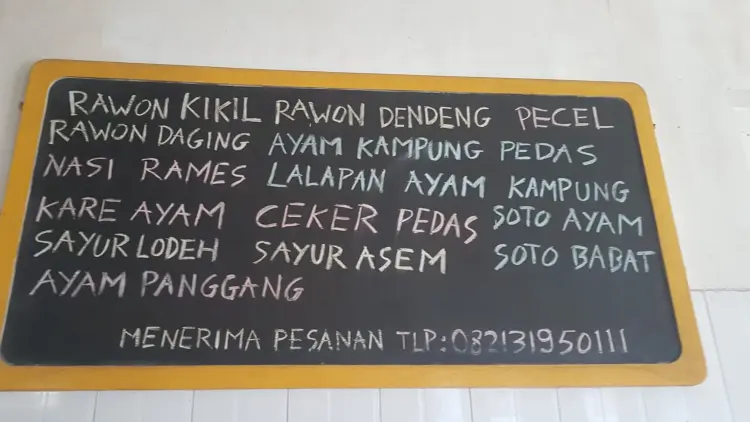 RAWON KIKIL RAWON DENDENG PECEL
RAWON DAGING AYAM KAMPUNG PEDAS
NASI RAMES LALAPAN AYAM KAMPUNG
KARE AYAM CEKER PEDAS SOTO AYAM
SAYUR LODEH SAYUR ASEM SOTO BABAT
AYAM PANGGANG
MENERIMA PESANAN TLP:082131950111